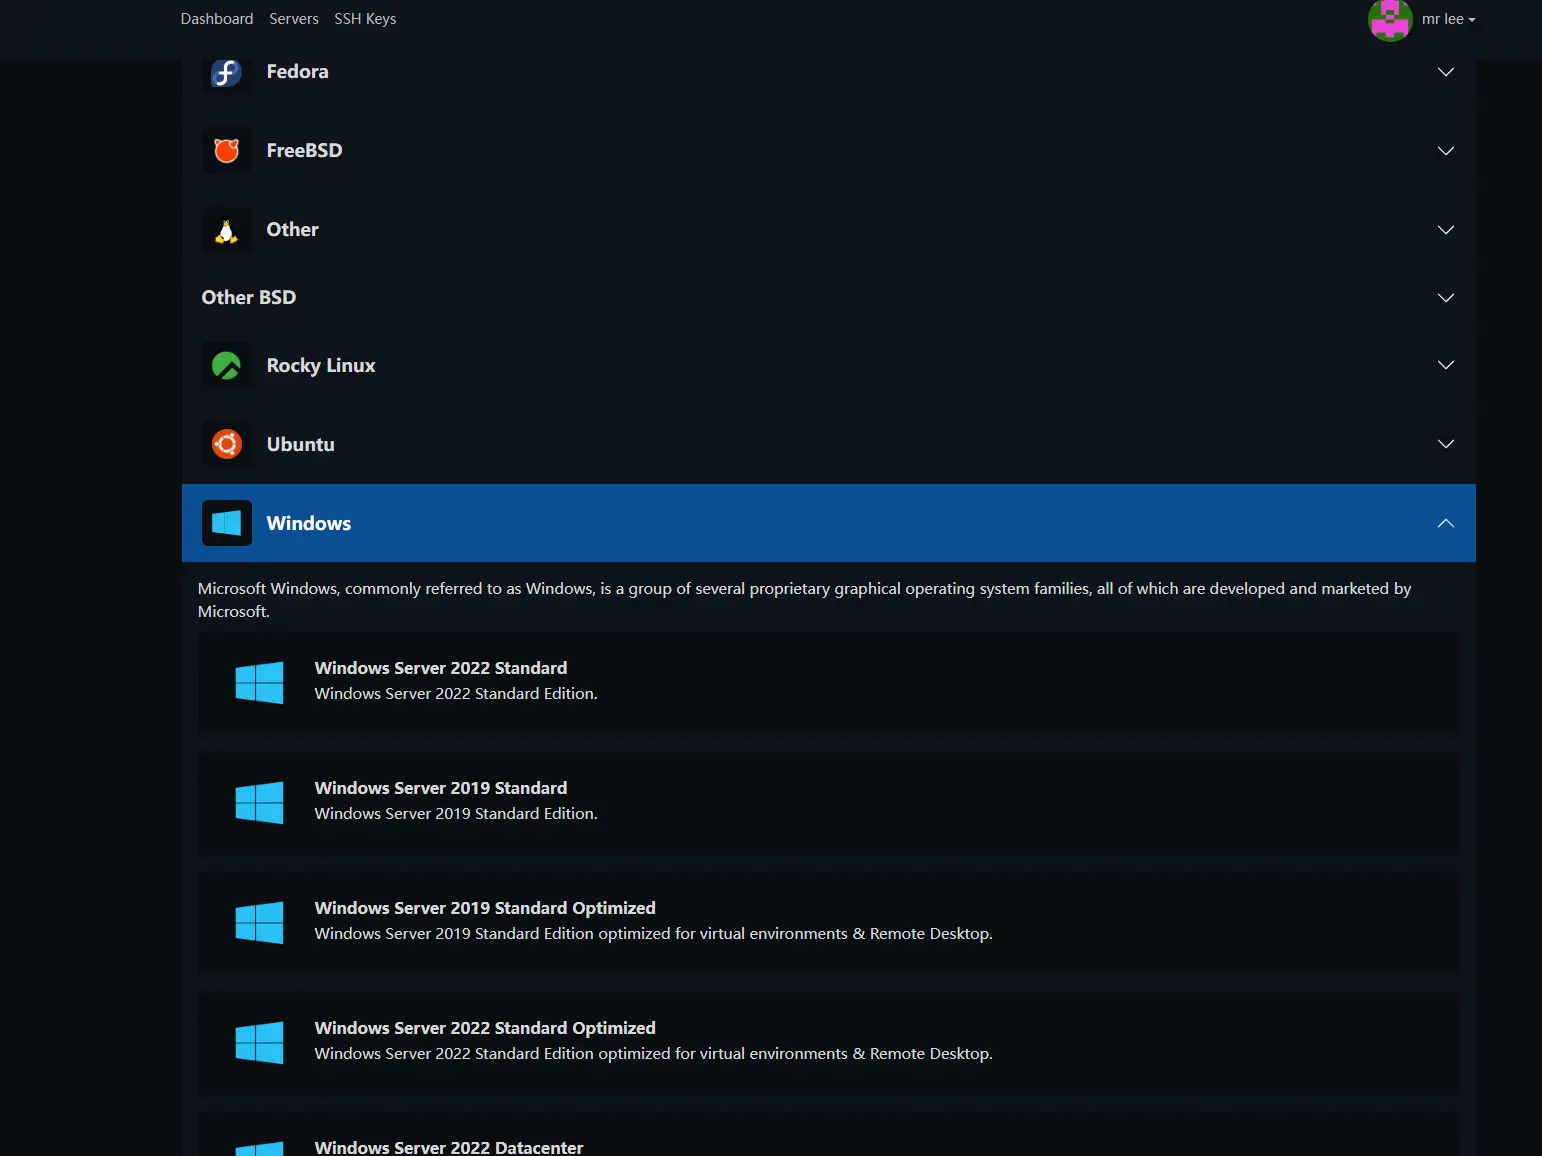 Dashboard Servers SSH Keys mr lee
Fedora
FreeBSD
Other
Other BSD
Rocky Linux
Ubuntu
Windows
Microsoft Windows, commonly referred to as Windows, is a group of several proprietary graphical operating system families, all of which are developed and marketed by
Microsoft.
Windows Server 2022 Standard
Windows Server 2022 Standard Edition.
Windows Server 2019 Standard
Windows Server 2019 Standard Edition.
Windows Server 2019 Standard Optimized
Windows Server 2019 Standard Edition optimized for virtual environments & Remote Desktop.
Windows Server 2022 Standard Optimized
Windows Server 2022 Standard Edition optimized for virtual environments & Remote Desktop.
Windows Server 2022 Datacenter